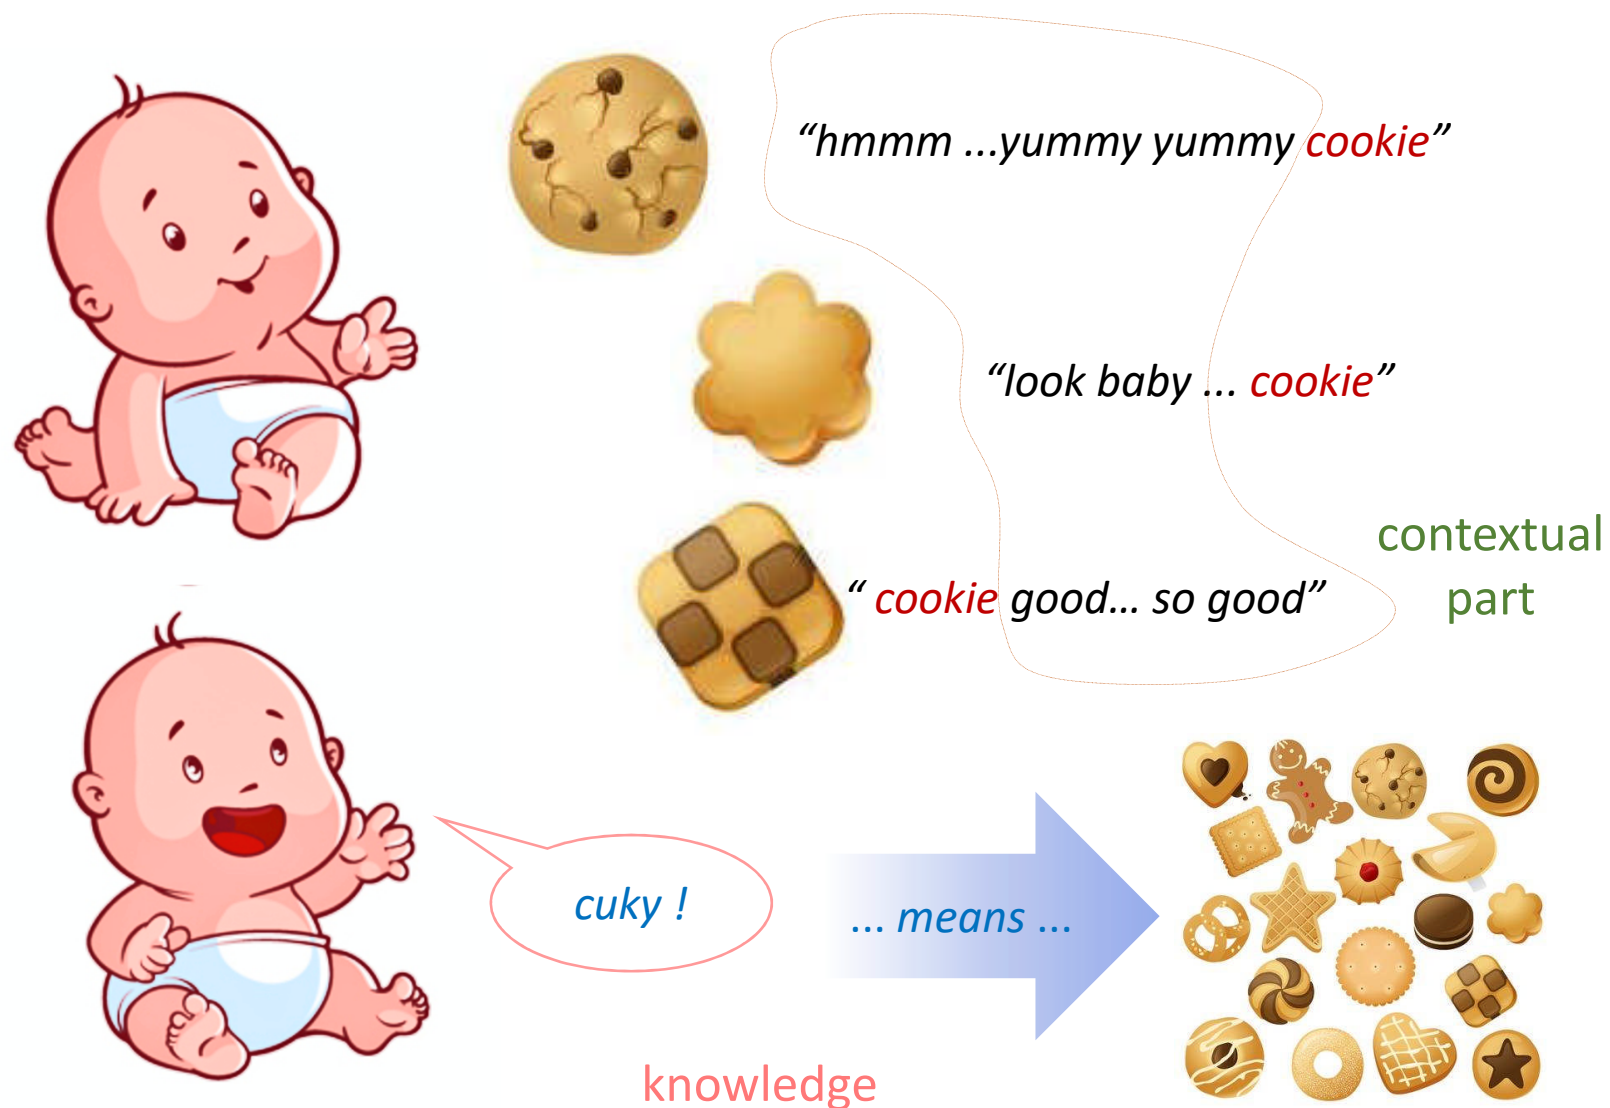 “hmmm ...yummy yummy cookie”
“look baby ... cookie”
contextual
part
“ cookie good... so good”
cuky !
... means ...
knowledge